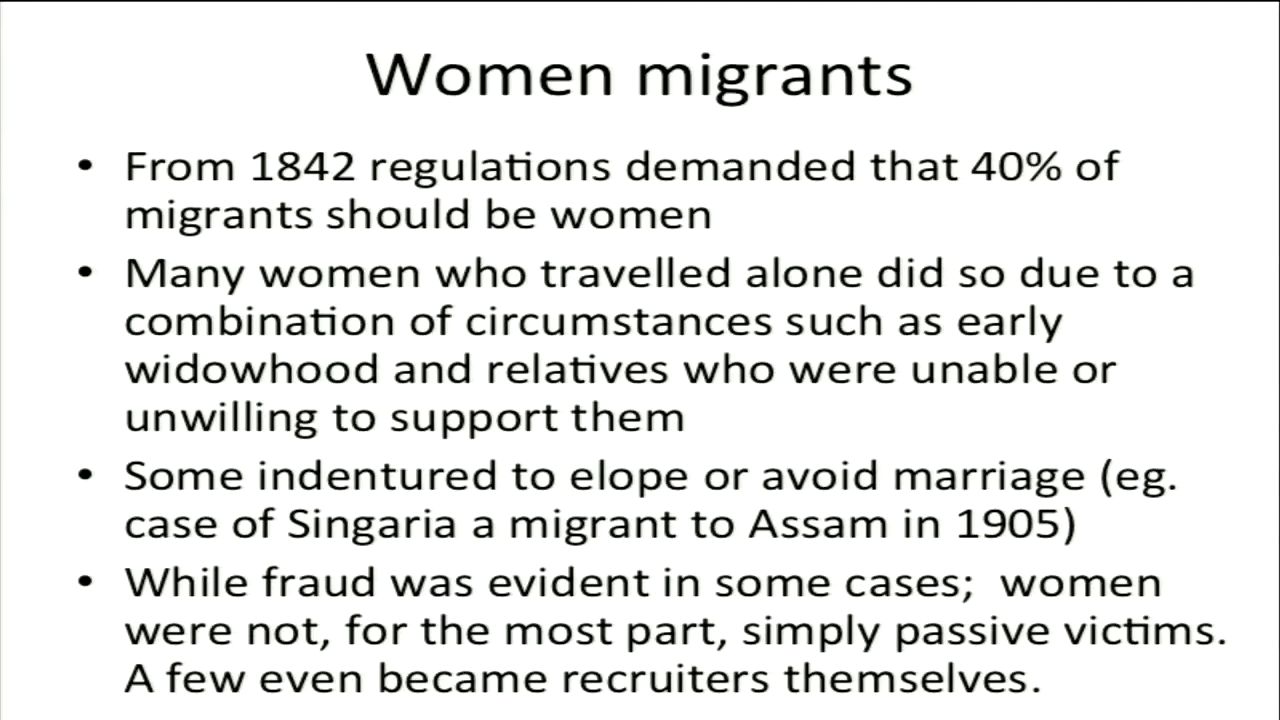 Women migrants
• From 1842 regulations demanded that 40% of
migrants should be women
• Many women who travelled alone did so due to a
combination of circumstances such as early
widowhood and relatives who were unable or
unwilling to support them
• Some indentured to elope or avoid marriage (eg.
case of Singaria a migrant to Assam in 1905)
• While fraud was evident in some cases;  women
were not, for the most part, simply passive victims.
A few even became recruiters themselves.